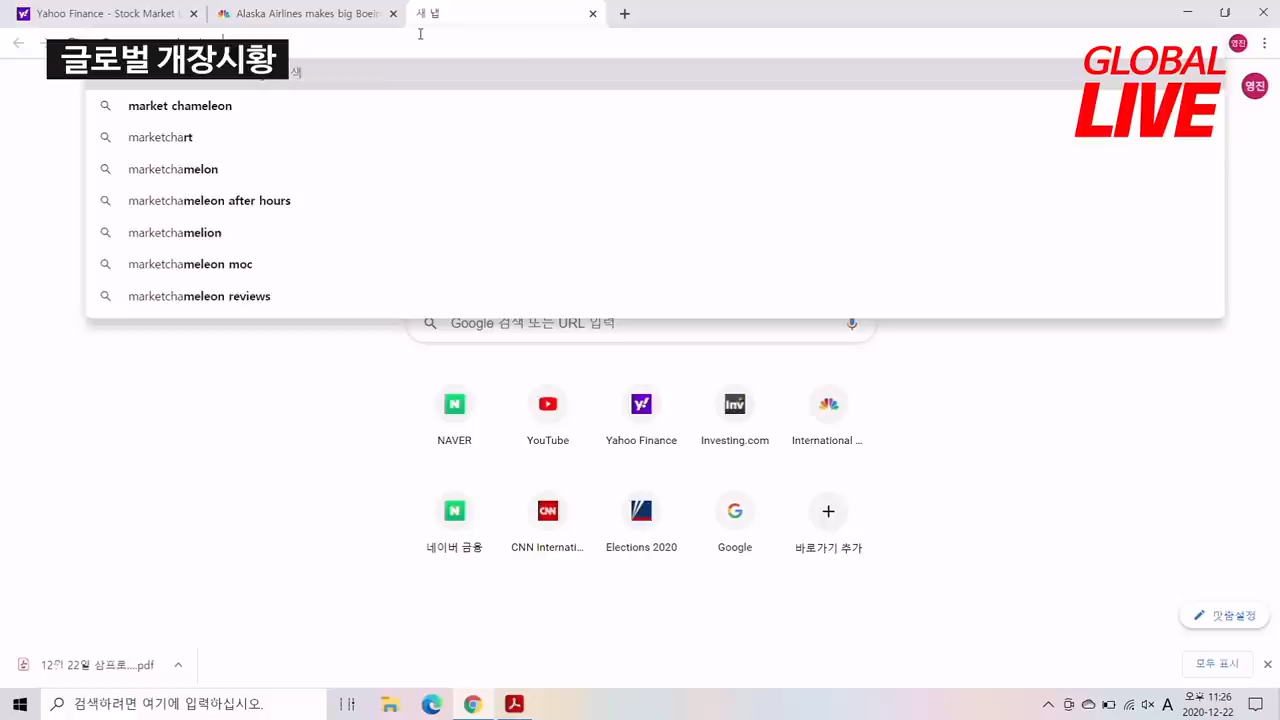 Yahoo Finance - Stock Market
Alaska Airlines makes big Boein
새 탭
글로벌 개장시황
색
영진
GLOBAL
LIVE
영진
market chameleon
marketchart
marketchamelon
marketchameleon after hours
marketchamelion
marketchameleon moc
marketchameleon reviews
Google 검색 또는 URL 입력
NAVER
YouTube
Yahoo Finance
Investing.com
International ...
네이버 금융
CNN Internati...
Elections 2020
Google
바로가기 추가
맞춤설정
12월 22일 삼프로....pdf
모두 표시
검색하려면 여기에 입력하십시오.
A
오후 11:26
2020-12-22